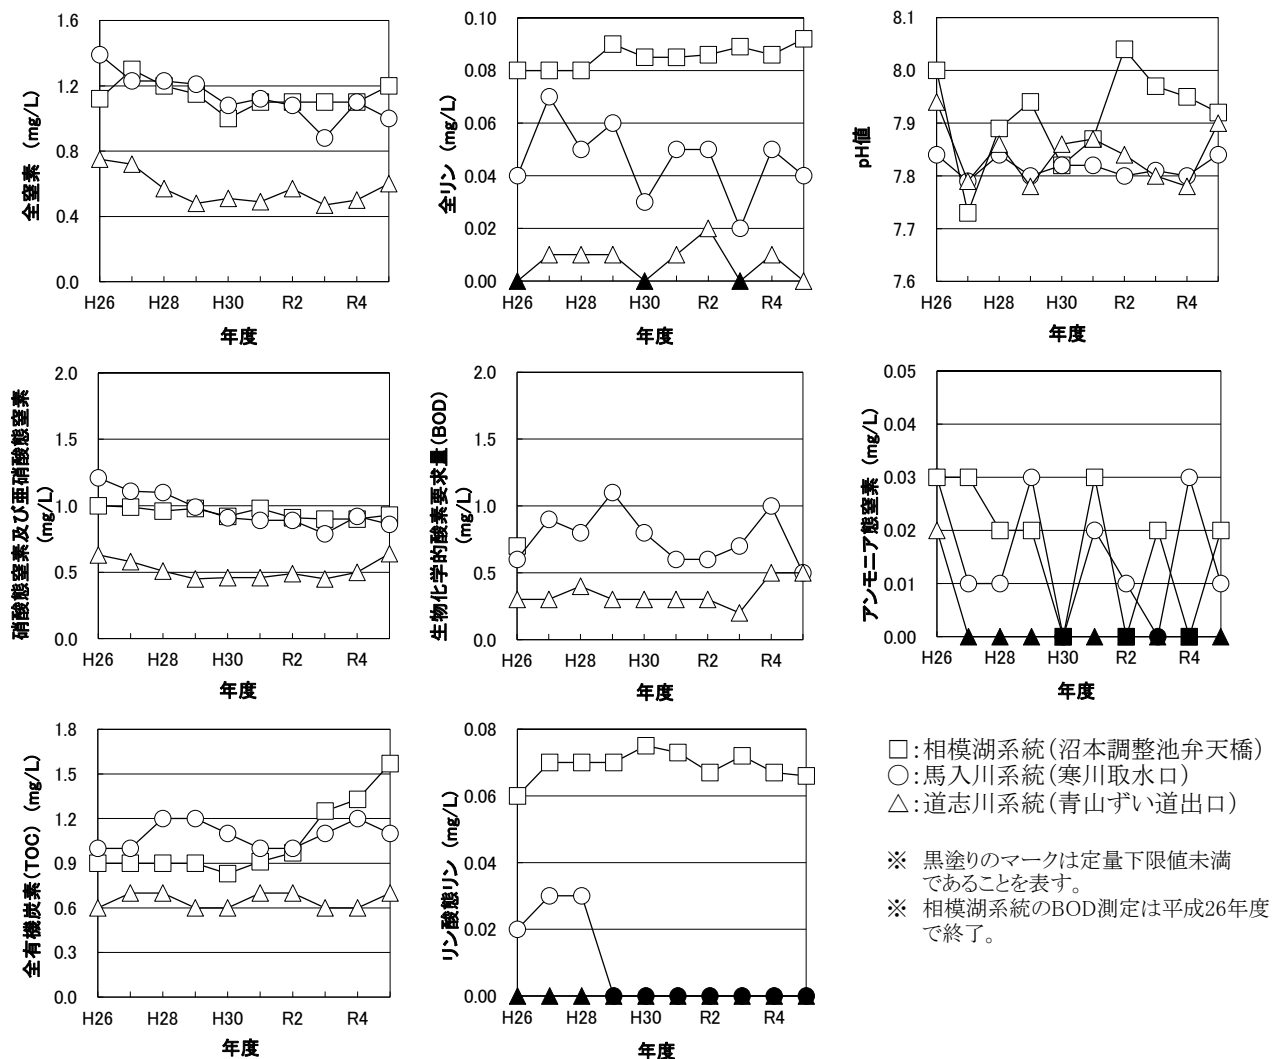 全窒素 (mg/L)
1.6
1.2
0.8
0.4
0.0
H26 H28 H30 R2 R4
年度
全リン (mg/L)
0.10
0.08
0.06
0.04
0.02
0.00
H26 H28 H30 R2 R4
年度
pH値
8.1
8.0
7.9
7.8
7.7
7.6
H26 H28 H30 R2 R4
年度
硝酸態窒素及び亜硝酸態窒素
(mg/L)
2.0
1.5
1.0
0.5
0.0
H26 H28 H30 R2 R4
年度
生物化学的酸素要求量(BOD)
(mg/L)
2.0
1.5
1.0
0.5
0.0
H26 H28 H30 R2 R4
年度
アンモニア態窒素 (mg/L)
0.05
0.04
0.03
0.02
0.01
0.00
H26 H28 H30 R2 R4
年度
全有機炭素(TOC) (mg/L)
1.8
1.5
1.2
0.9
0.6
0.3
0.0
H26 H28 H30 R2 R4
年度
リン酸態リン (mg/L)
0.08
0.06
0.04
0.02
0.00
H26 H28 H30 R2 R4
年度
□:相模湖系統(沼本調整池弁天橋)
○:馬入川系統(寒川取水口)
△:道志川系統(青山ずい道出口)
※ 黒塗りのマークは定量下限値未満
であることを表す。
※ 相模湖系統のBOD測定は平成26年度
で終了。